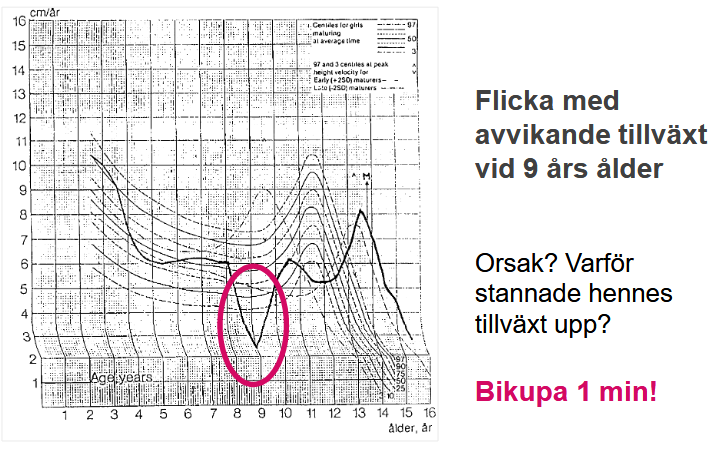 cm/år
16
15
14
13
12
11
10
9
8
7
6
5
4
3
2
1
Centiles for girls
maturing
at average time
97
50
3
97 and 3 centiles at peak
height velocity for
Early (+2SD) maturers
Late (-2SD) maturers
M
97
90
75
50
25
10
3
Age, years
1 2 3 4 5 6 7 8 9 10 11 12 13 14 15 16
ålder, år
Flicka med
avvikande tillväxt
vid 9 års ålder
Orsak? Varför
stannade hennes
tillväxt upp?
Bikupa 1 min!